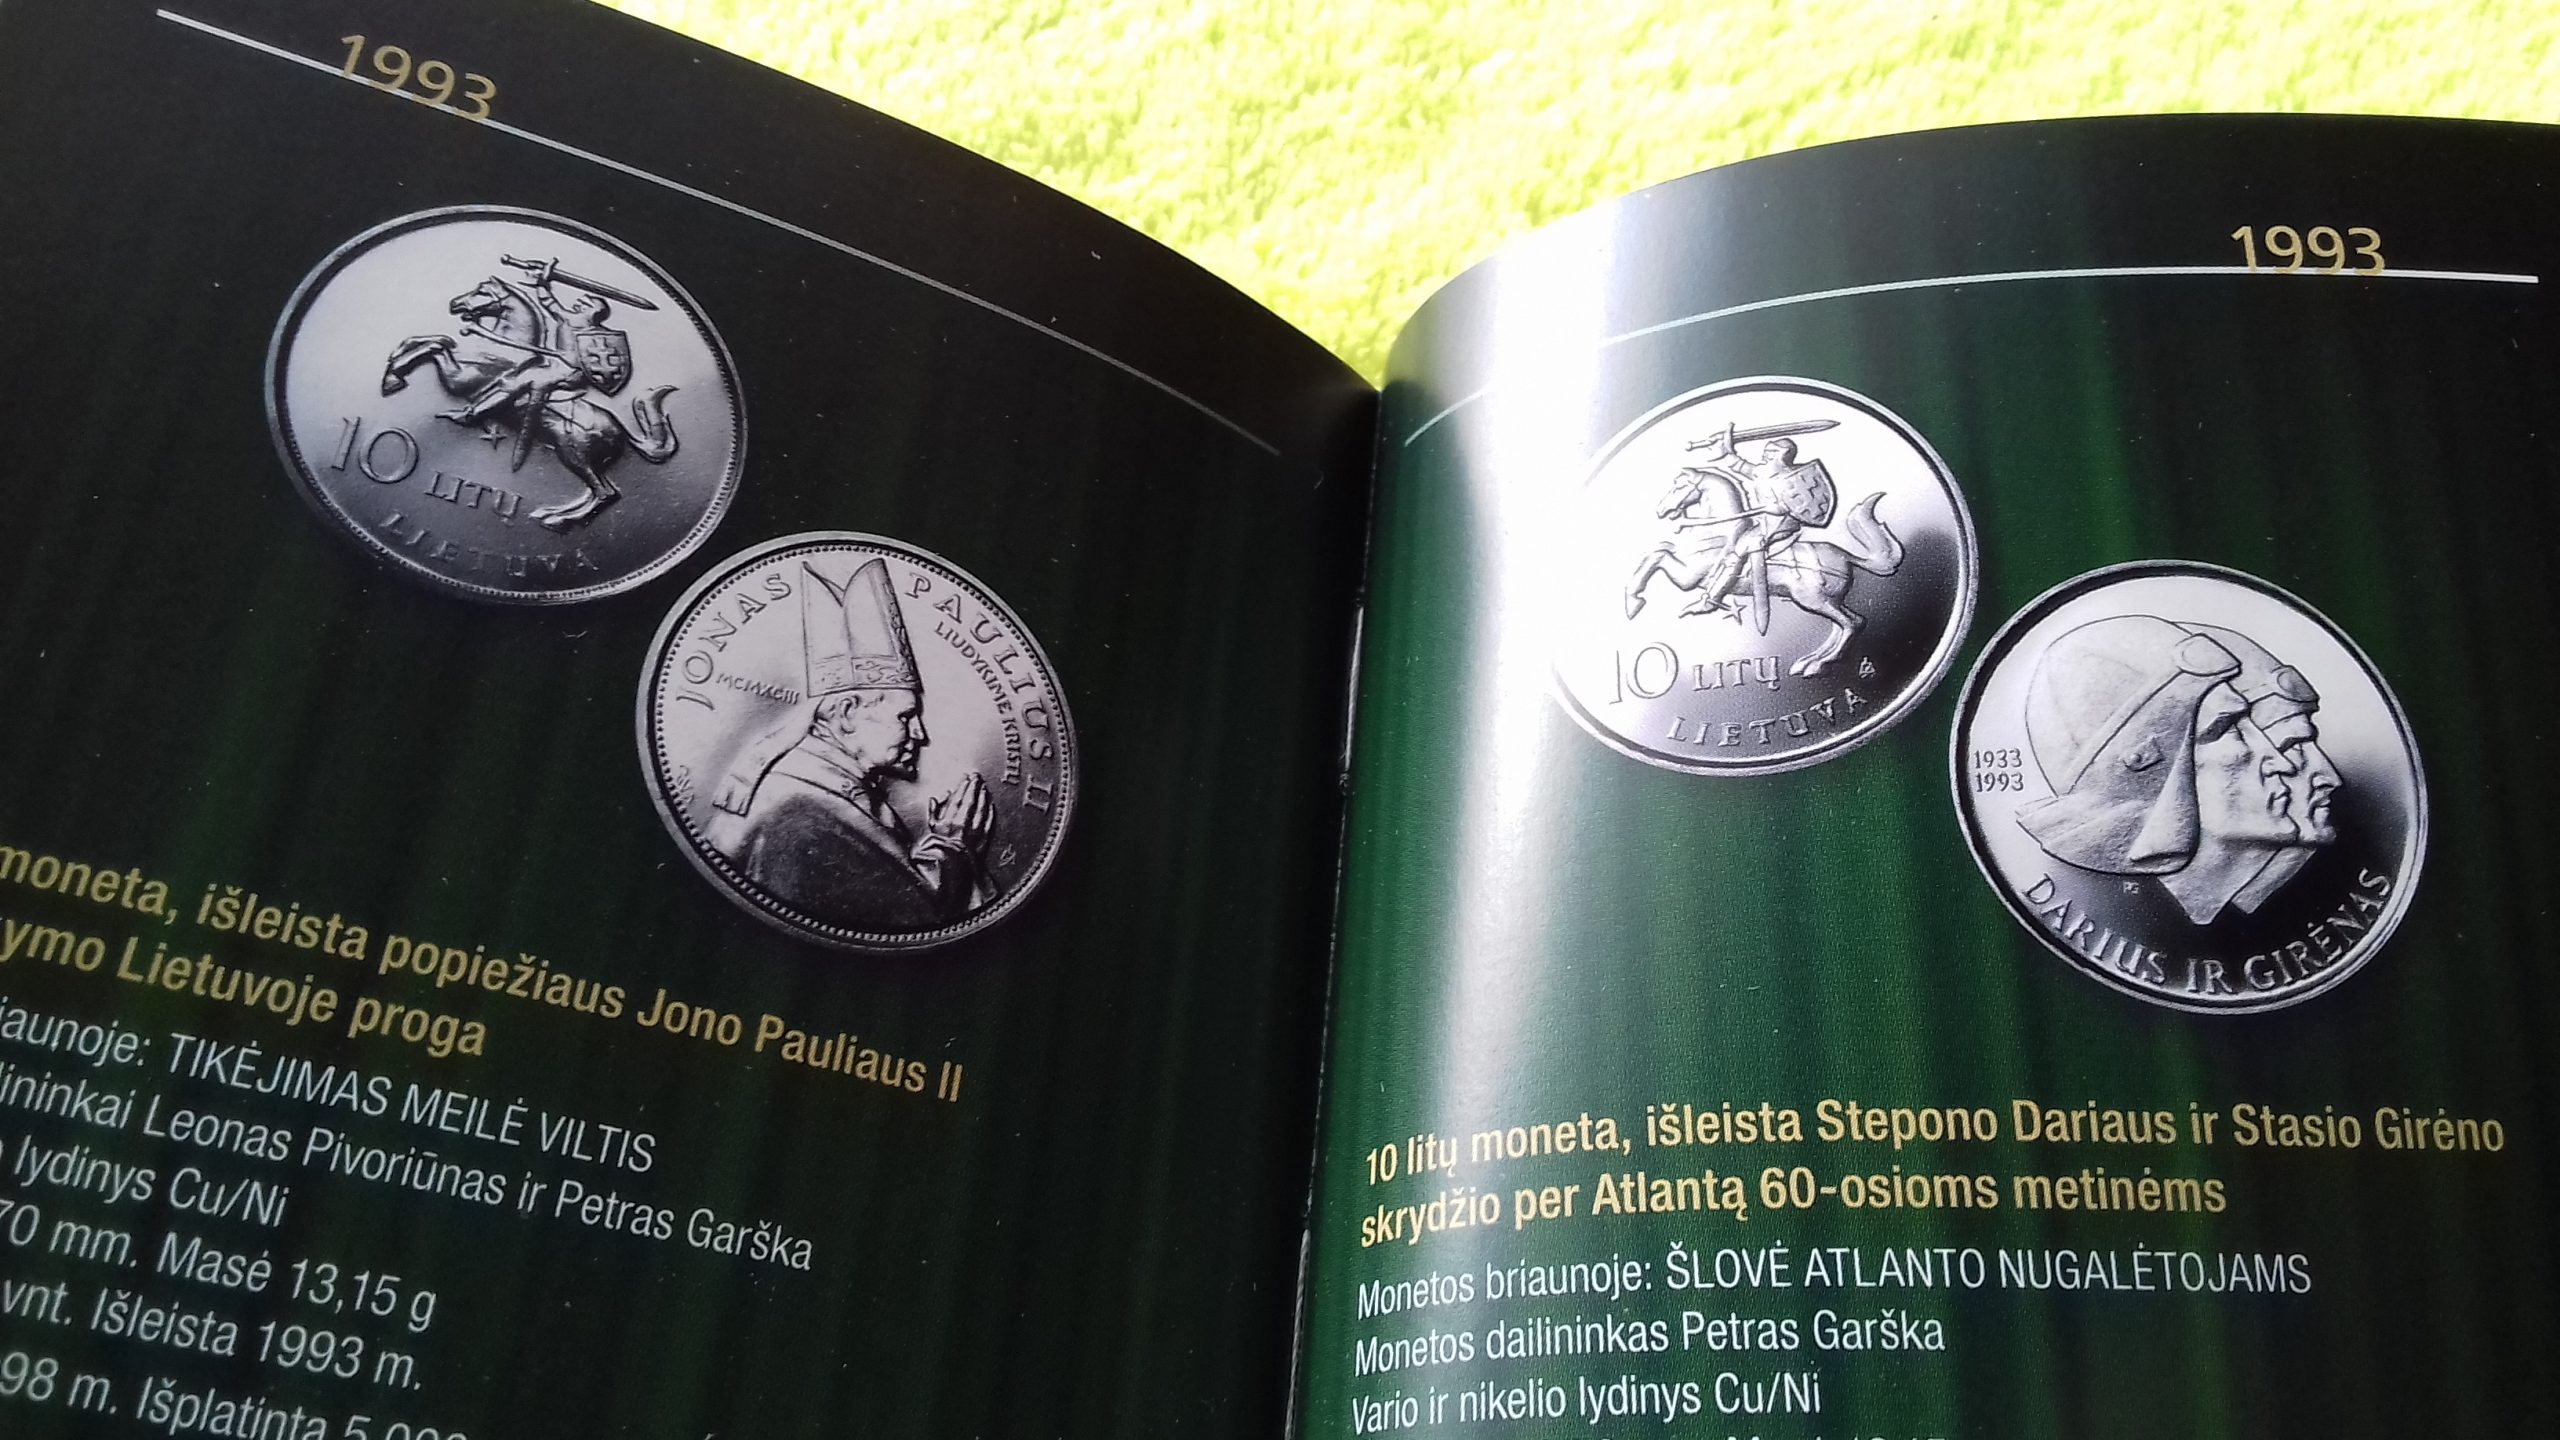 1993
10 LITŲ
LIETUVA
JONAS PAULIUS II
LIUDYKIME KRISTŲ
MCMXCIII
moneta, išleista popiežiaus Jono Pauliaus II
Lietuvoje proga
TIKĖJIMAS MEILĖ VILTIS
Leonas Pivoriūnas ir Petras Garška
lydinys Cu/Ni
70 mm. Masė 13,15 g
vnt. Išleista 1993 m.
98 m. Išplatinta
1993
10 LITŲ
LIETUVA
1933
1993
PG
DARIUS IR GIRĖNAS
10 litų moneta, išleista Stepono Dariaus ir Stasio Girėno
skrydžio per Atlantą 60-osioms metinėms
Monetos briaunoje: ŠLOVĖ ATLANTO NUGALĖTOJAMS
Monetos dailininkas Petras Garška
Vario ir nikelio lydinys Cu/Ni